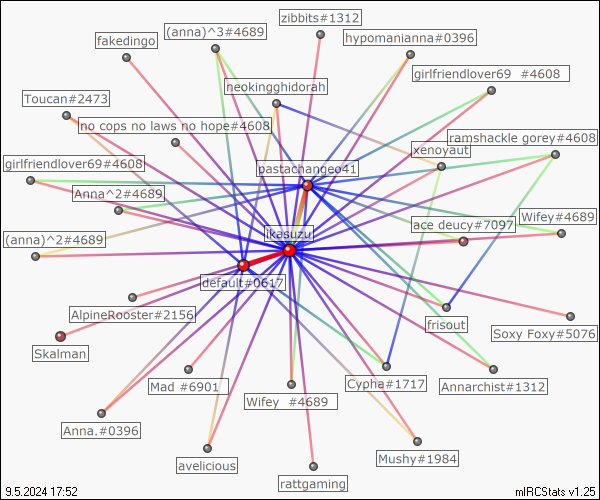 zibbits#1312
(anna)^3#4689
fakedingo
hypomanianna#0396
girlfriendlover69 #4608
neokingghidorah
Toucan#2473
no cops no laws no hope#4608
ramshackle gorey#4608
xenoyaut
girlfriendlover69#4608
pastachangeo41
Anna^2#4689
Wifey#4689
ace deucy#7097
(anna)^2#4689
ikasuzu
default#0617
AlpineRooster#2156
frisout
Soxy Foxy#5076
Skalman
Mad #6901
Cypha#1717
Annarchist#1312
Wifey #4689
Anna.#0396
avelicious
Mushy#1984
rattgaming
9.5.2024 17:52
mIRCStats v1.25